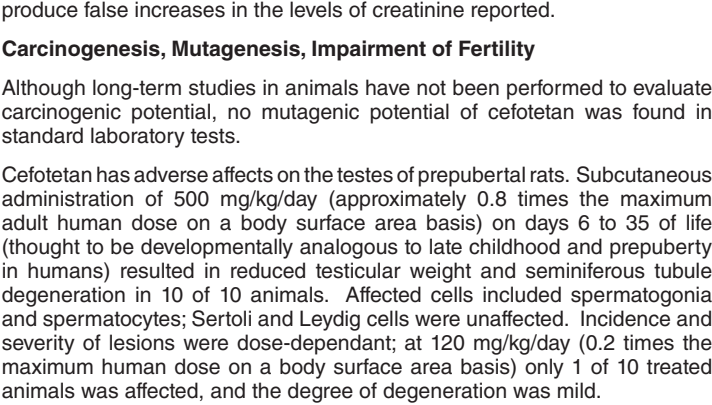 produce false increases in the levels of creatinine reported.
Carcinogenesis, Mutagenesis, Impairment of Fertility
Although long-term studies in animals have not been performed to evaluate
carcinogenic potential, no mutagenic potential of cefotetan was found in
standard laboratory tests.
Cefotetan has adverse affects on the testes of prepubertal rats. Subcutaneous
administration of 500 mg/kg/day (approximately 0.8 times the maximum
adult human dose on a body surface area basis) on days 6 to 35 of life
(thought to be developmentally analogous to late childhood and prepuberty
in humans) resulted in reduced testicular weight and seminiferous tubule
degeneration in 10 of 10 animals. Affected cells included spermatogonia
and spermatocytes; Sertoli and Leydig cells were unaffected. Incidence and
severity of lesions were dose-dependant; at 120 mg/kg/day (0.2 times the
maximum human dose on a body surface area basis) only 1 of 10 treated
animals was affected, and the degree of degeneration was mild.